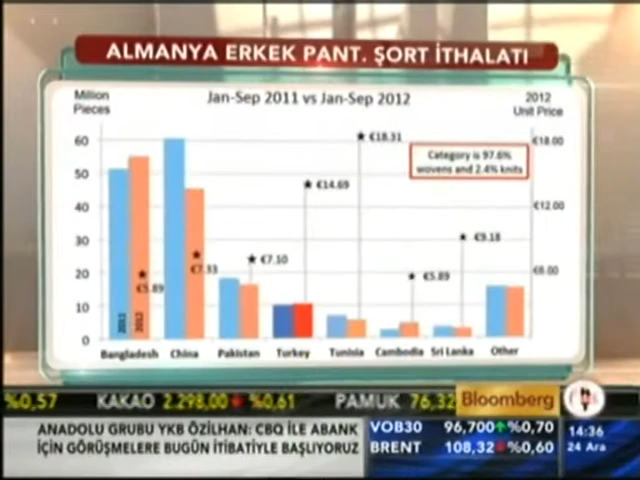 ALMANYA ERKEK PANT. ŞORT İTHALATI
Million
Pieces
Jan-Sep 2011 vs Jan-Sep 2012
2012
Unit Price
60
50
40
30
20
10
0
€18.00
€12.00
€6.00
Category is 97.6%
wovens and 2.4% knits
€5.89
€7.33
€7.10
€14.69
€18.31
€5.89
€9.18
2011
2012
Bangladesh China Pakistan Turkey Tunisia Cambodia Sri Lanka Other
%0,57 KAKAO 2.298,00 %0,61 PAMUK 76,32
Bloomberg
ANADOLU GRUBU YKB ÖZİLHAN: CBQ İLE ABANK
İÇİN GÖRÜŞMELERE BUGÜN İTİBATİYLE BAŞLIYORUZ
VOB30 96,700 %0,70
BRENT 108,32 %0,60
14:36
24 Ara